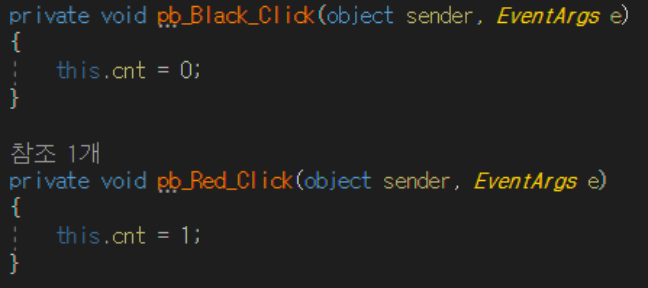 private void pb_Black_Click(object sender, EventArgs e)
{
this.cnt = 0;
}
참조 1개
private void pb_Red_Click(object sender, EventArgs e)
{
this.cnt = 1;
}